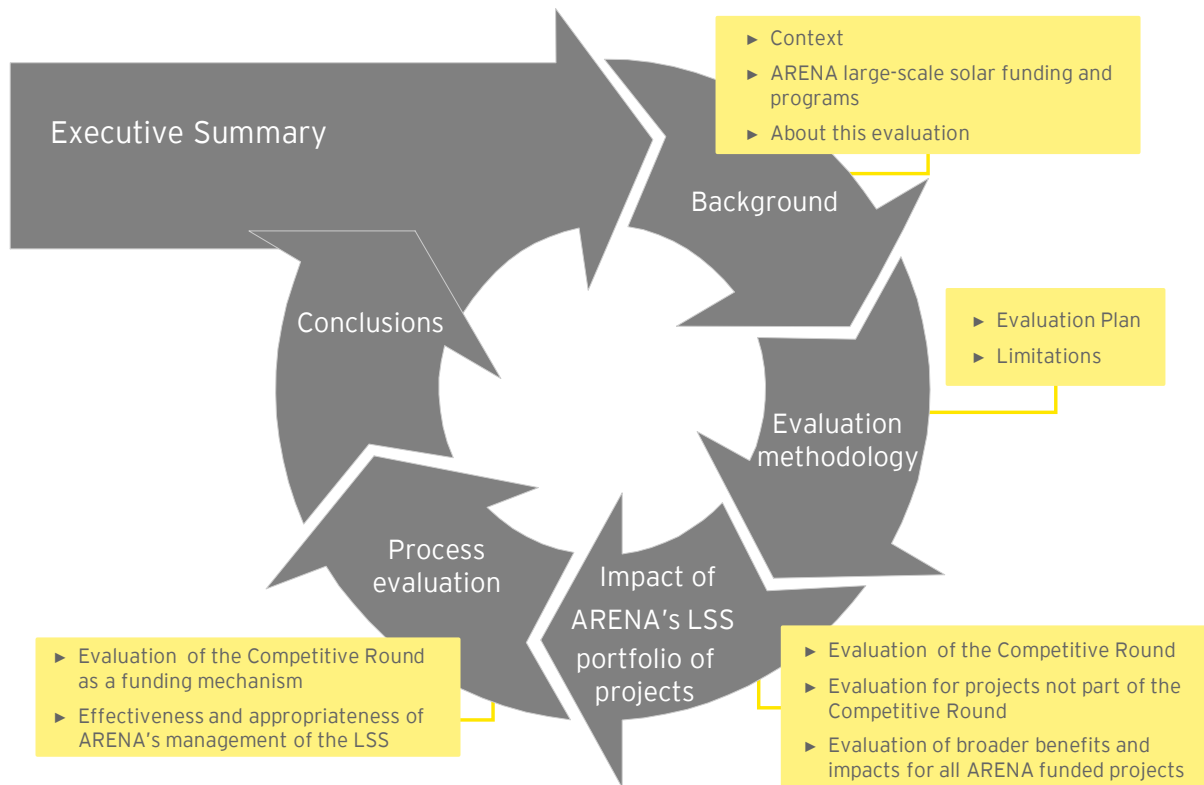 Executive Summary
► Context
► ARENA large-scale solar funding and
programs
► About this evaluation
Background
► Evaluation Plan
► Limitations
Evaluation
methodology
Impact of
ARENA's LSS
portfolio of
projects
► Evaluation of the Competitive Round
► Evaluation for projects not part of the
Competitive Round
► Evaluation of broader benefits and
impacts for all ARENA funded projects
Process
evaluation
► Evaluation of the Competitive Round
as a funding mechanism
► Effectiveness and appropriateness of
ARENA's management of the LSS
Conclusions